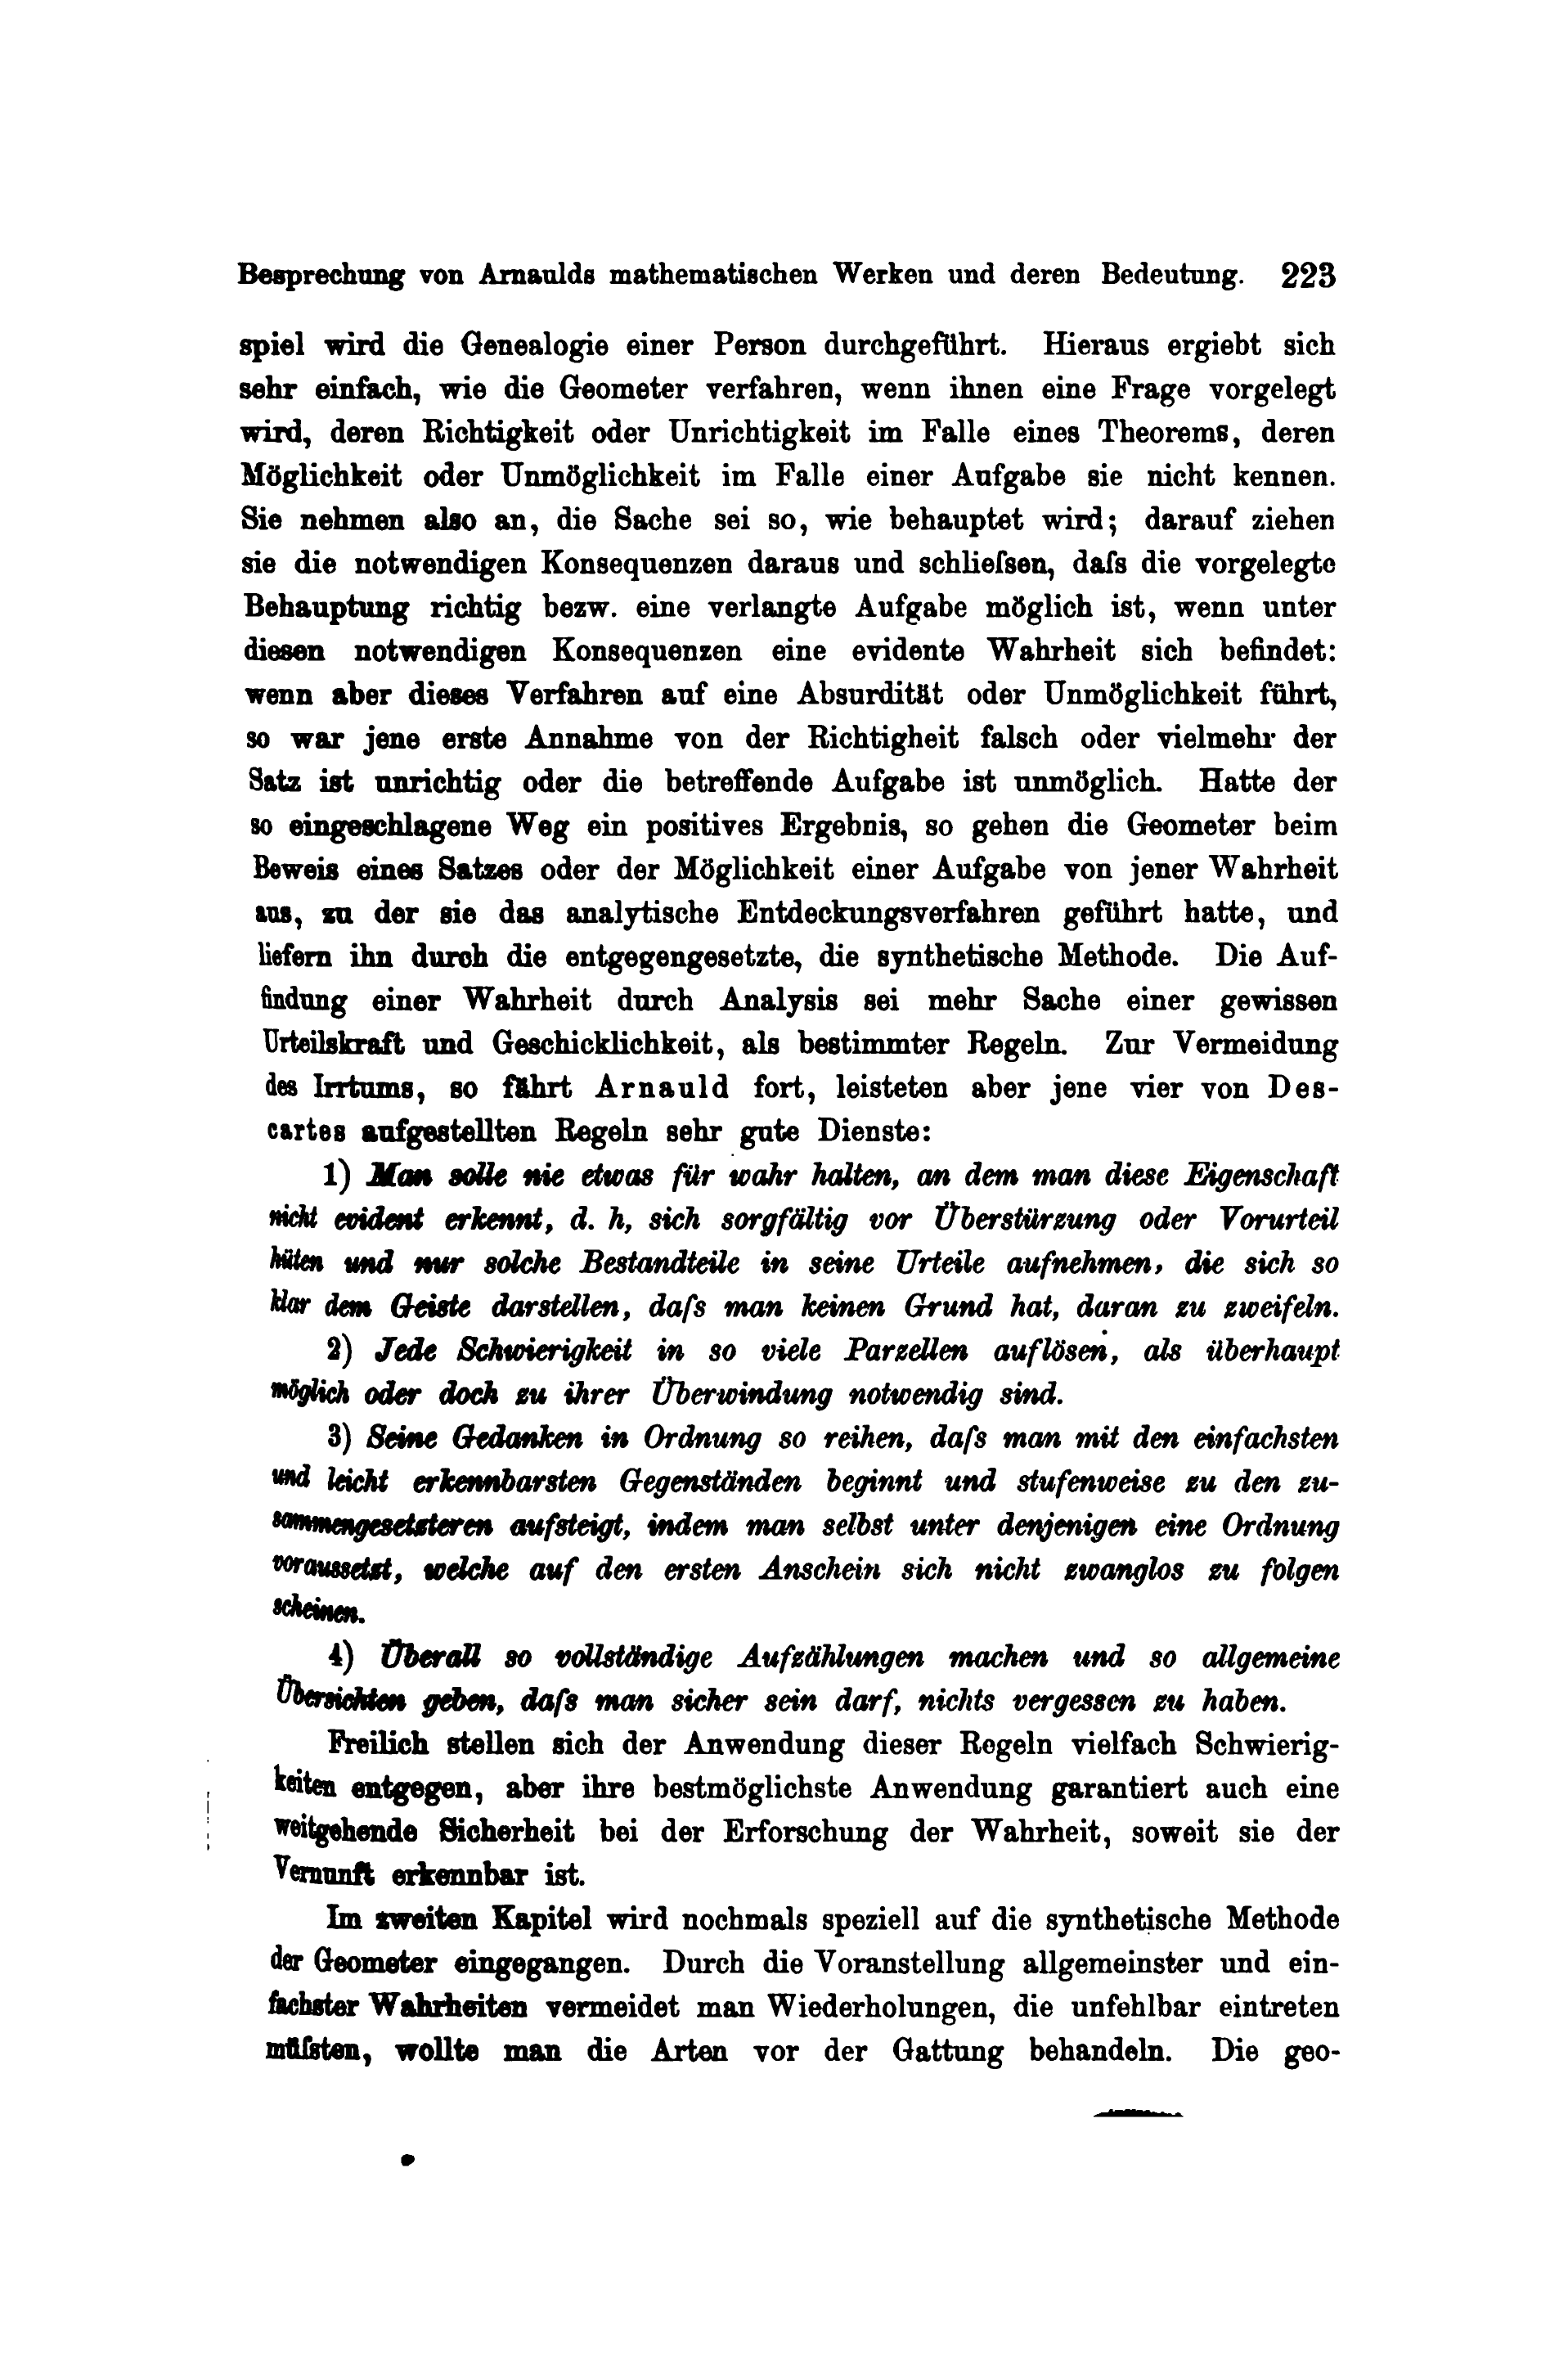 Besprechung von Arnaulds mathematischen Werken und deren Bedeutung. 223
spiel wird die Genealogie einer Person durchgeführt. Hieraus ergiebt sich
sehr einfach, wie die Geometer verfahren, wenn ihnen eine Frage vorgelegt
wird, deren Richtigkeit oder Unrichtigkeit im Falle eines Theorems, deren
Möglichkeit oder Unmöglichkeit im Falle einer Aufgabe sie nicht kennen.
Sie nehmen also an, die Sache sei so, wie behauptet wird; darauf ziehen
sie die notwendigen Konsequenzen daraus und schlieſsen, daſs die vorgelegte
Behauptung richtig bezw. eine verlangte Aufgabe möglich ist, wenn unter
diesen notwendigen Konsequenzen eine evidente Wahrheit sich befindet:
wenn aber dieses Verfahren auf eine Absurdität oder Unmöglichkeit führt,
so war jene erste Annahme von der Richtigheit falsch oder vielmehr der
Satz ist unrichtig oder die betreffende Aufgabe ist unmöglich. Hatte der
so eingeschlagene Weg ein positives Ergebnis, so gehen die Geometer beim
Beweis eines Satzes oder der Möglichkeit einer Aufgabe von jener Wahrheit
aus, zu der sie das analytische Entdeckungsverfahren geführt hatte, und
liefern ihn durch die entgegengesetzte, die synthetische Methode. Die Auf-
findung einer Wahrheit durch Analysis sei mehr Sache einer gewissen
Urteilskraft und Geschicklichkeit, als bestimmter Regeln. Zur Vermeidung
des Irrtums, so fährt Arnauld fort, leisteten aber jene vier von Des-
cartes aufgestellten Regeln sehr gute Dienste:
1) Man solle nie etwas für wahr halten, an dem man diese Eigenschaft
nicht evident erkennt, d. h, sich sorgfältig vor Überstürzung oder Vorurteil
hüten und nur solche Bestandteile in seine Urteile aufnehmen, die sich so
klar dem Geiste darstellen, daſs man keinen Grund hat, daran zu zweifeln.
2) Jede Schwierigkeit in so viele Parzellen auflösen, als überhaupt
möglich oder doch zu ihrer Überwindung notwendig sind.
3) Seine Gedanken in Ordnung so reihen, daſs man mit den einfachsten
und leicht erkennbarsten Gegenständen beginnt und stufenweise zu den zu-
sammengesetzteren aufsteigt, indem man selbst unter denjenigen eine Ordnung
voraussetzt, welche auf den ersten Anschein sich nicht zwanglos zu folgen
scheinen.
4) Überall so vollständige Aufzählungen machen und so allgemeine
Übersichten geben, daſs man sicher sein darf, nichts vergessen zu haben.
Freilich stellen sich der Anwendung dieser Regeln vielfach Schwierig-
keiten entgegen, aber ihre bestmöglichste Anwendung garantiert auch eine
weitgehende Sicherheit bei der Erforschung der Wahrheit, soweit sie der
Vernunft erkennbar ist.
Im zweiten Kapitel wird nochmals speziell auf die synthetische Methode
der Geometer eingegangen. Durch die Voranstellung allgemeinster und ein-
fachster Wahrheiten vermeidet man Wiederholungen, die unfehlbar eintreten
müſsten, wollte man die Arten vor der Gattung behandeln. Die geo-